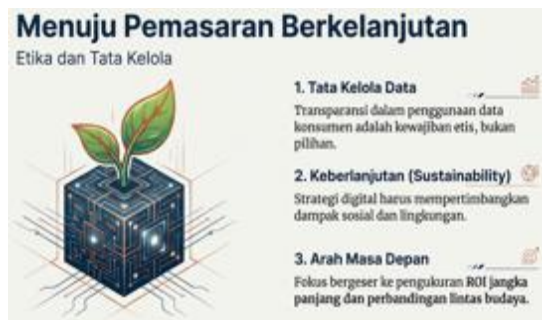 Menuju Pemasaran Berkelanjutan
Etika dan Tata Kelola
1. Tata Kelola Data
Transparansi dalam penggunaan data
konsumen adalah kewajiban etis, bukan
pilihan.
2. Keberlanjutan (Sustainability)
Strategi digital harus mempertimbangkan
dampak sosial dan lingkungan.
3. Arah Masa Depan
Fokus bergeser ke pengukuran ROI jangka
panjang dan perbandingan lintas budaya.